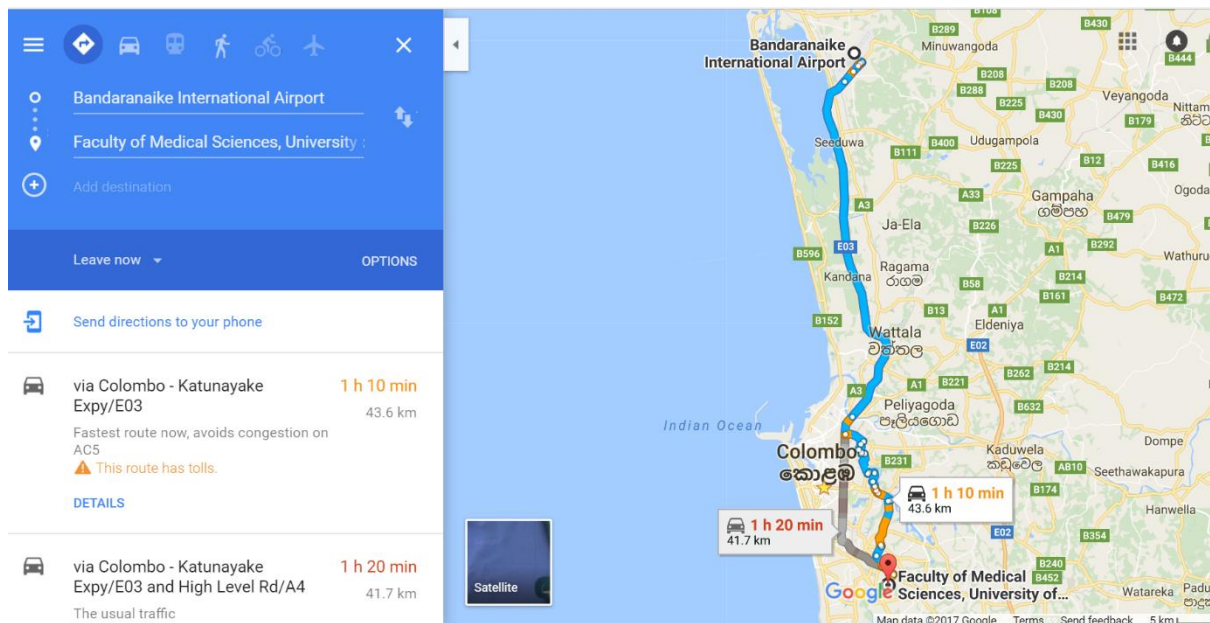 Bandaranaike International Airport
Faculty of Medical Sciences, University
Add destination
Leave now
OPTIONS
Send directions to your phone
via Colombo - Katunayake
Expy/E03
1 h 10 min
43.6 km
Fastest route now, avoids congestion on
AC5
This route has tolls.
DETAILS
via Colombo - Katunayake
Expy/E03 and High Level Rd/A4
1 h 20 min
41.7 km
The usual traffic
Satellite
Bandaranaike
International Airport
B289
Minuwangoda
B430
B444
B208
B288
B208
B225
Veyangoda
B430
B179
Nittam
Seeduwa
B111
B400
Udugampola
B225
B12
B416
A33
Gampaha
ගම්පහ
Ogoda
A3
Ja-Ela
B226
B479
E03
A1
B292
B596
Ragama
රාගම
Kandana
B58
B214
B161
Wathuru
B472
B152
B13
A1
Eldeniya
Wattala
වත්තල
E02
B262
B214
A3
A1
B221
Peliyagoda
පෑලියගොඩ
B632
Indian Ocean
Colombo
කොළඹ
B231
Kaduwela
කඩුවෙල
Dompe
AB10
Seethawakapura
1 h 10 min
43.6 km
B174
Hanwella
1 h 20 min
41.7 km
E02
B354
B240
Faculty of Medical
Sciences, University of...
B452
Watareka
Padu
Google
Map data ©2017 Google
Terms
Send feedback
5 km